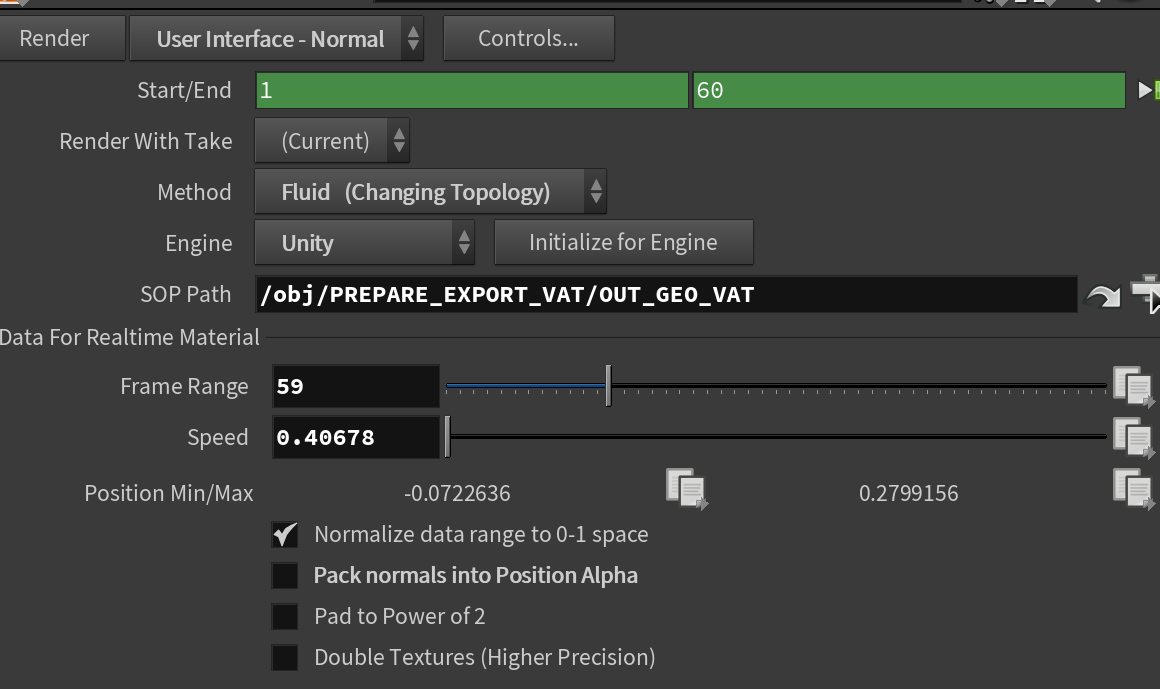 Render User Interface - Normal Controls...
Start/End 1 60
Render With Take (Current)
Method Fluid (Changing Topology)
Engine Unity Initialize for Engine
SOP Path /obj/PREPARE_EXPORT_VAT/OUT_GEO_VAT
Data For Realtime Material
Frame Range 59
Speed 0.40678
Position Min/Max -0.0722636 0.2799156
Normalize data range to 0-1 space
Pack normals into Position Alpha
Pad to Power of 2
Double Textures (Higher Precision)